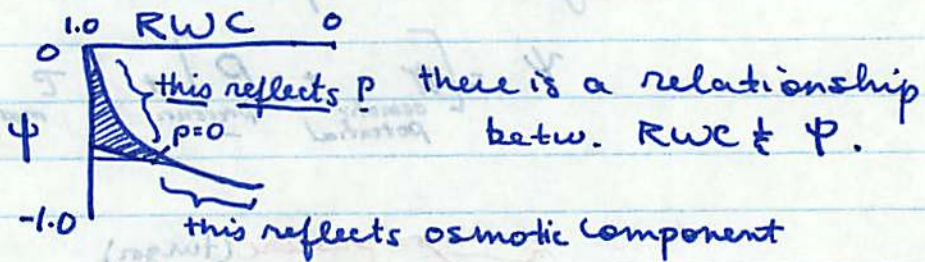 1.0 RWC 0
0
this reflects P there is a relationship
P=0 betw. RWC & ψ.
ψ
-1.0
this reflects osmotic component